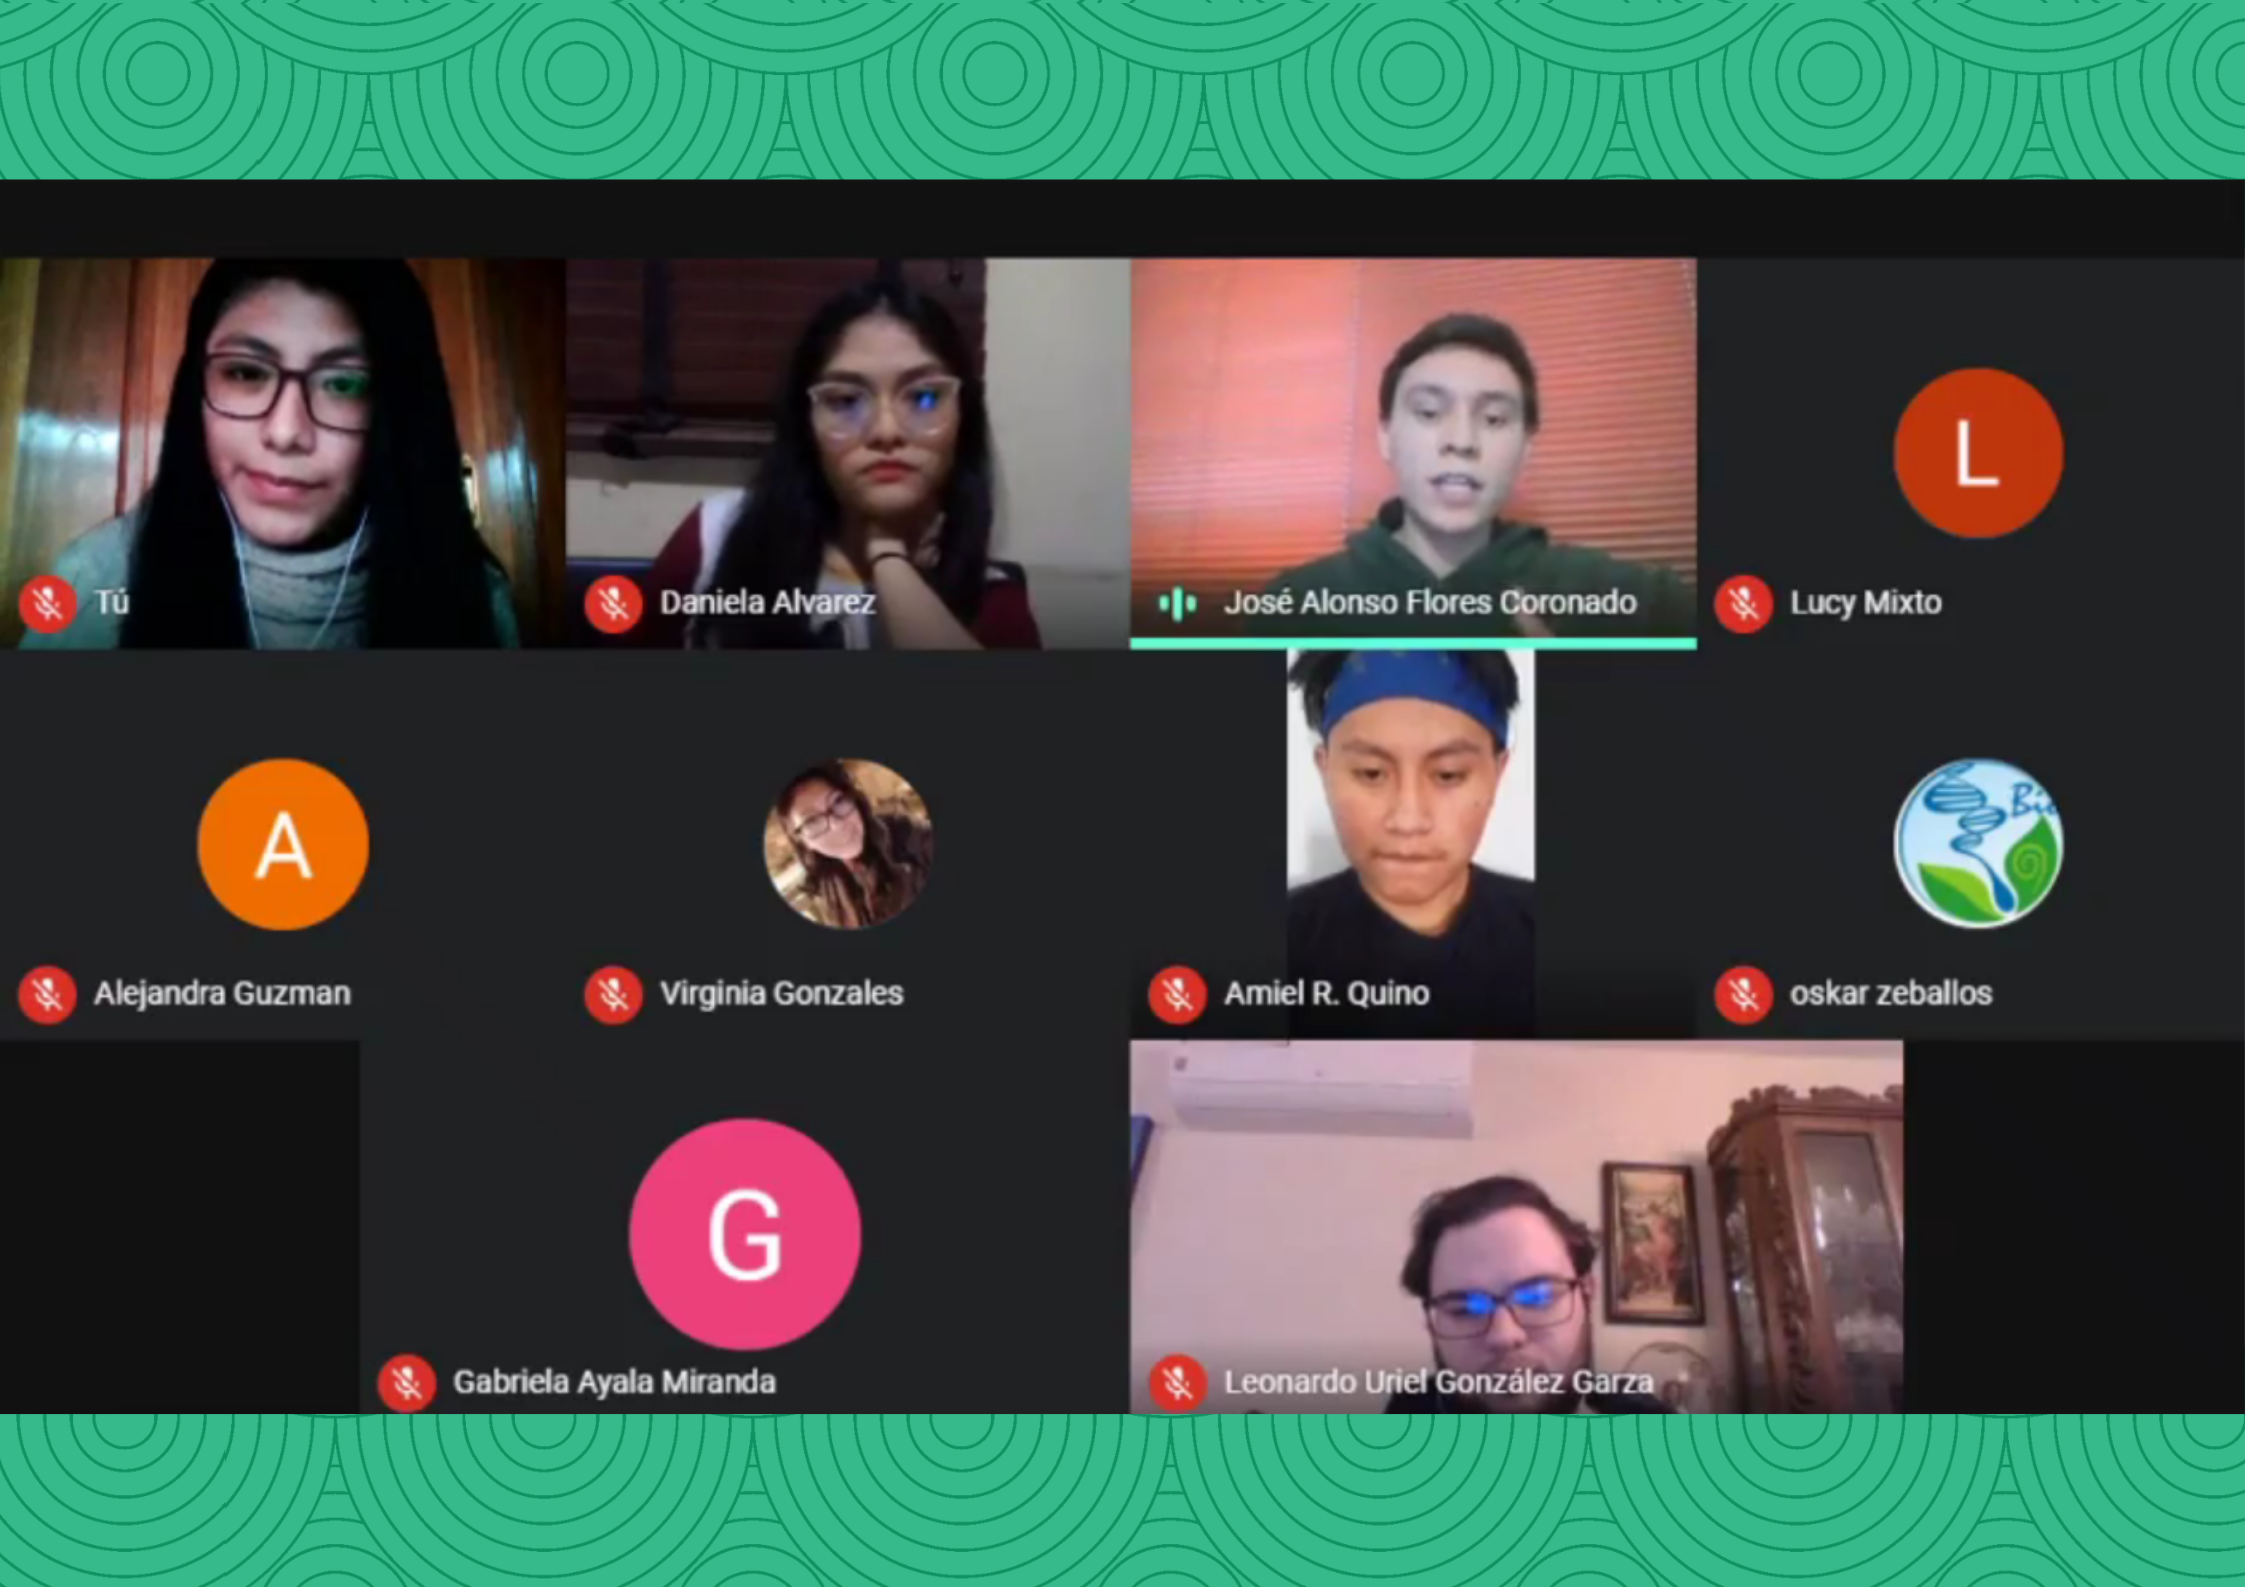 Tú
Daniela Alvarez
José Alonso Flores Coronado
L
Lucy Mixto
A
Alejandra Guzman
Virginia Gonzales
Amiel R. Quino
Bio
oskar zeballos
G
Gabriela Ayala Miranda
Leonardo Uriel González Garza